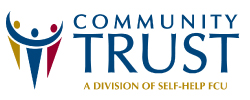 COMMUNITY
TRUST
A DIVISION OF SELF-HELP FCU